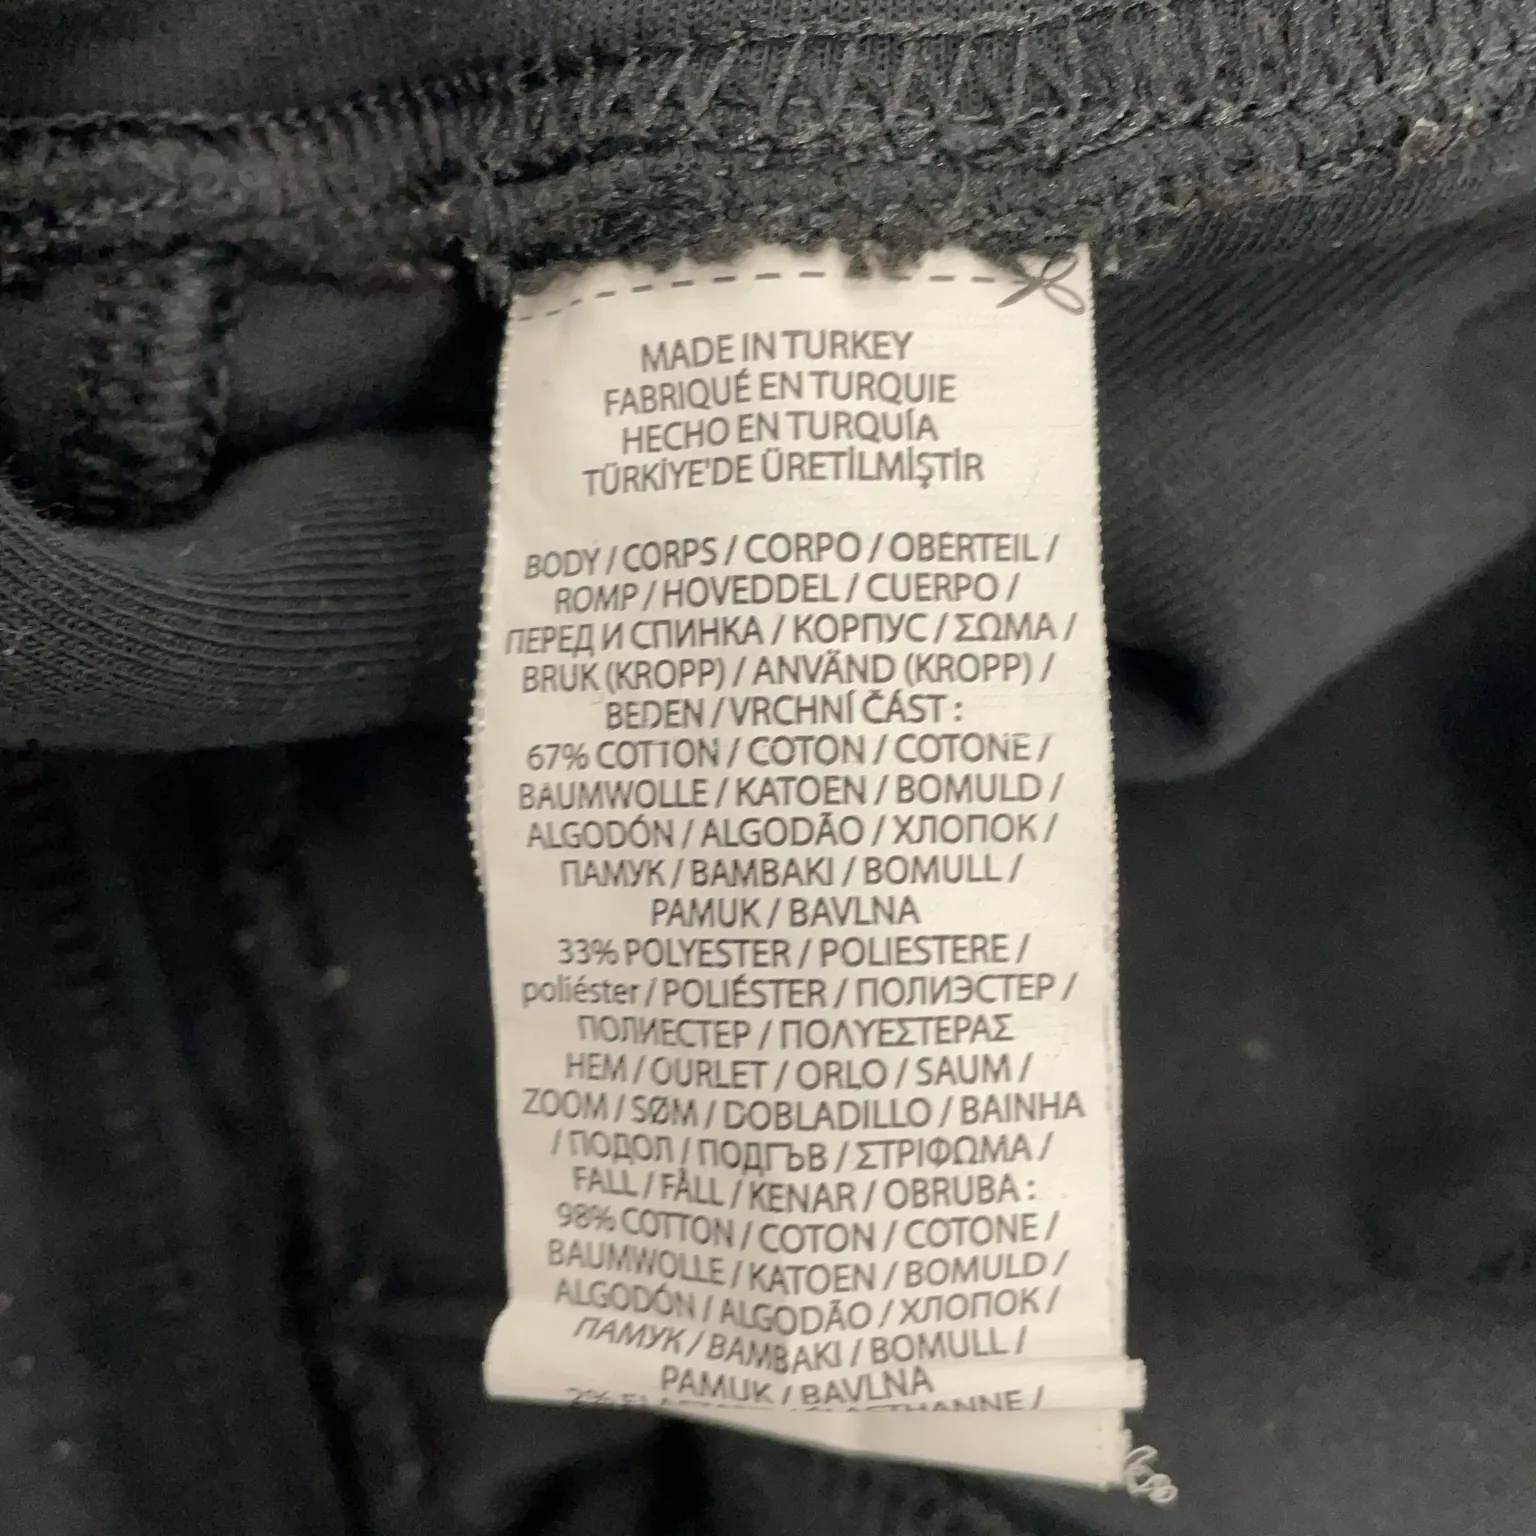 MADE IN TURKEY
FABRIQUÉ EN TURQUIE
HECHO EN TURQUÍA
TÜRKİYE'DE ÜRETİLMİŞTİR
BODY / CORPS / CORPO / OBERTEIL /
ROMP / HOVEDDEL / CUERPO /
ПЕРЕД И СПИНКА / КОРПУС / ΣΩΜΑ /
BRUK (KROPP) / ANVÄND (KROPP) /
BEDEN / VRCHNÍ ČÁST :
67% COTTON / COTON / COTONE /
BAUMWOLLE / KATOEN / BOMULD /
ALGODÓN / ALGODÃO / ХЛОПОК /
ПАМУК / BAMBAKI / BOMULL /
PAMUK / BAVLNA
33% POLYESTER / POLIESTERE /
poliéster / POLIÉSTER / ПОЛИЭСТЕР /
ПОЛИЕСТЕР / ΠΟΛΥΕΣΤΕΡΑΣ
HEM / OURLET / ORLO / SAUM /
ZOOM / SØM / DOBLADILLO / BAINHA
/ ПОДОЛ / ПОДГЪВ / ΣΤΡΙΦΩΜΑ /
FALL / FÅLL / KENAR / OBRUBA :
98% COTTON / COTON / COTONE /
BAUMWOLLE / KATOEN / BOMULD /
ALGODÓN / ALGODÃO / ХЛОПОК /
ПАМУК / BAMBAKI / BOMULL /
PAMUK / BAVLNA
2%